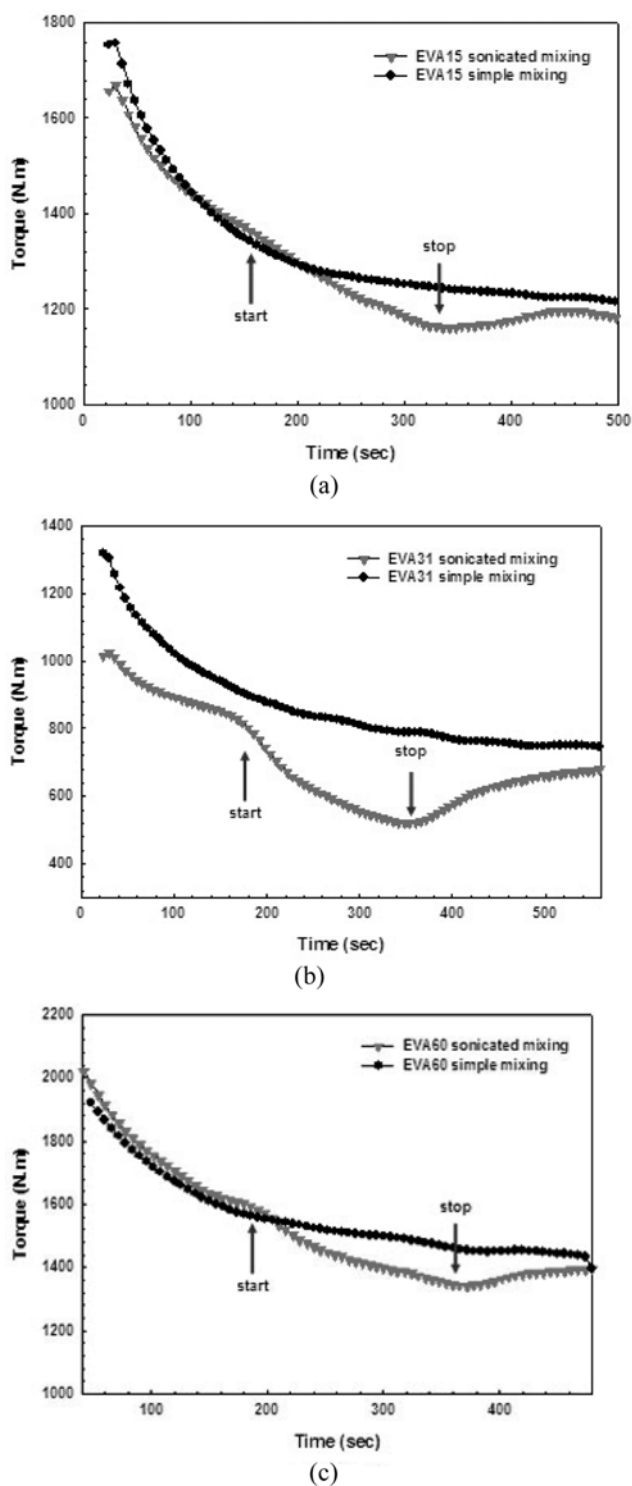 1800
EVA15 sonicated mixing
EVA15 simple mixing
1600
Torque (N.m)
1400
stop
start
1200
1000
0 100 200 300 400 500
Time (sec)
(a)
1400
EVA31 sonicated mixing
EVA31 simple mixing
1200
1000
Torque (N.m)
800
stop
600
start
400
0 100 200 300 400 500
Time (sec)
(b)
2200
EVA60 sonicated mixing
EVA60 simple mixing
2000
1800
Torque (N.m)
1600
stop
1400
start
1200
1000
100 200 300 400
Time (sec)
(c)